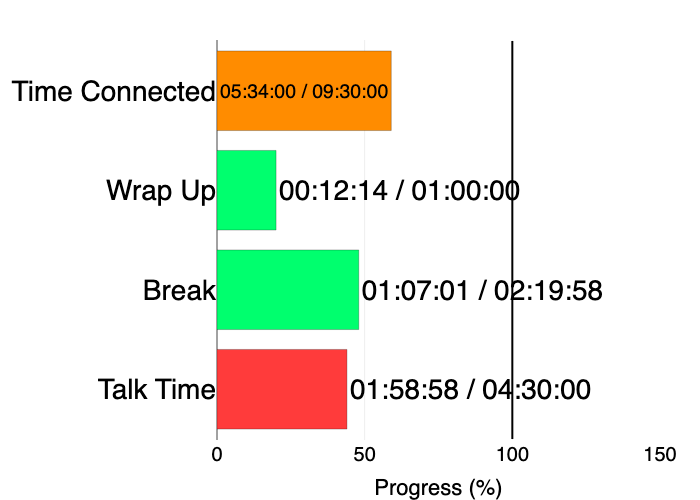 Time Connected 05:34:00 / 09:30:00
Wrap Up 00:12:14 / 01:00:00
Break 01:07:01 / 02:19:58
Talk Time 01:58:58 / 04:30:00
0 50 100 150
Progress (%)